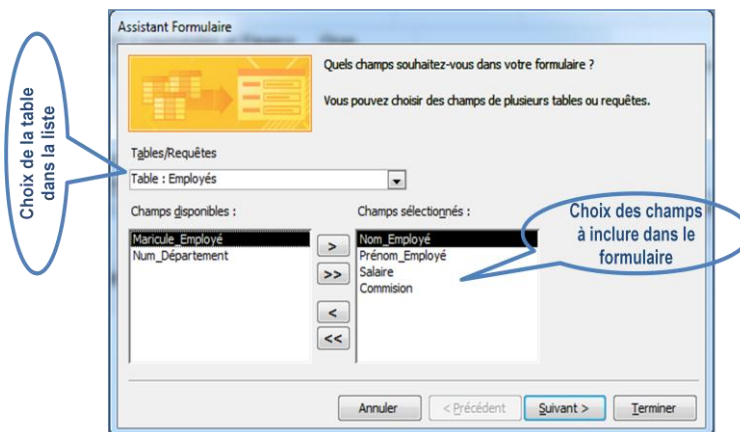 Assistant Formulaire
Quels champs souhaitez-vous dans votre formulaire ?
Vous pouvez choisir des champs de plusieurs tables ou requêtes.
Choix de la table
dans la liste
Tables/Requêtes
Table : Employés
Champs disponibles :
Champs sélectionnés :
Maricule_Employé
Num_Département
>
>>
<
<<
Nom_Employé
Prénom_Employé
Salaire
Commision
Choix des champs
à inclure dans le
formulaire
Annuler
< Précédent
Suivant >
Terminer